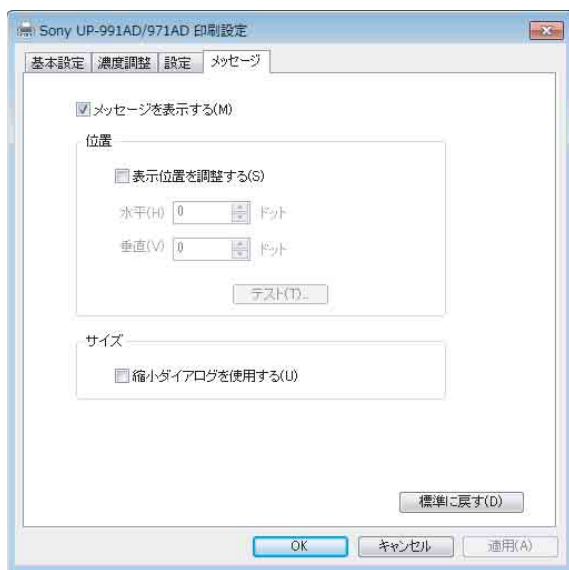 Sony UP-991AD/971AD 印刷設定
基本設定 濃度調整 設定 メッセージ
メッセージを表示する(M)
位置
表示位置を調整する(S)
水平(H) 0 ドット
垂直(V) 0 ドット
テスト(T)...
サイズ
縮小ダイアログを使用する(U)
標準に戻す(D)
OK キャンセル 適用(A)